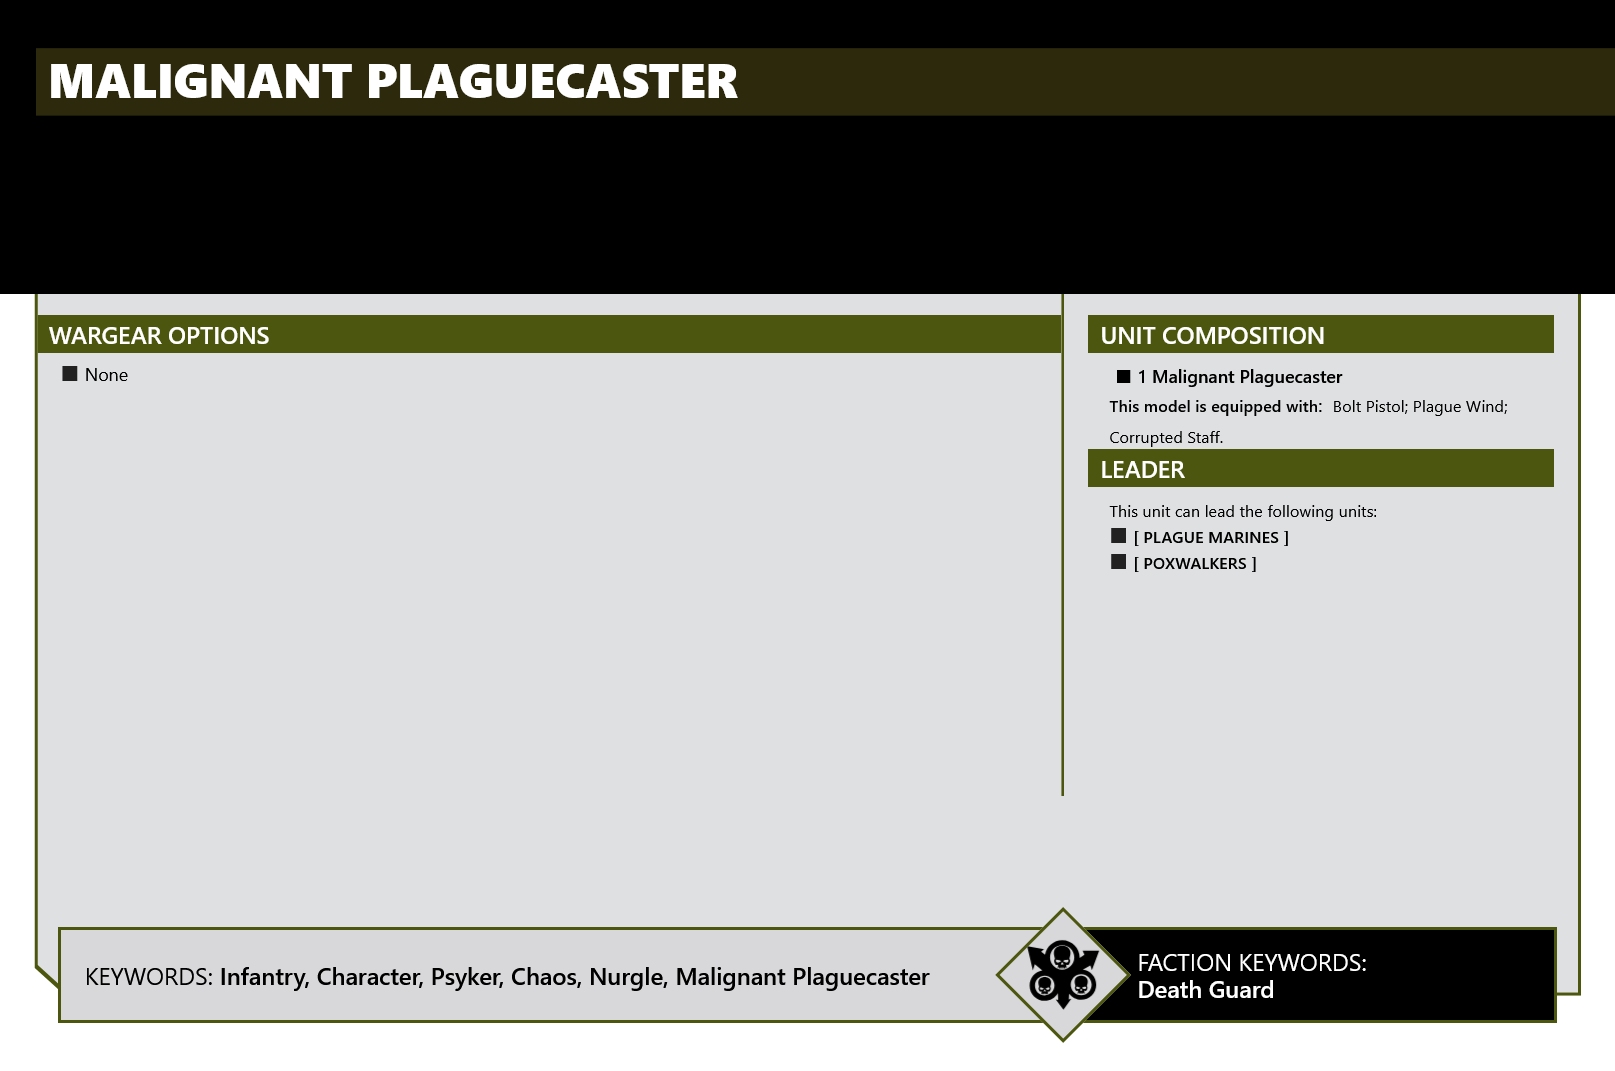 MALIGNANT PLAGUECASTER
WARGEAR OPTIONS
None
UNIT COMPOSITION
1 Malignant Plaguecaster
This model is equipped with: Bolt Pistol; Plague Wind;
Corrupted Staff.
LEADER
This unit can lead the following units:
[ PLAGUE MARINES ]
[ POXWALKERS ]
KEYWORDS: Infantry, Character, Psyker, Chaos, Nurgle, Malignant Plaguecaster
FACTION KEYWORDS:
Death Guard